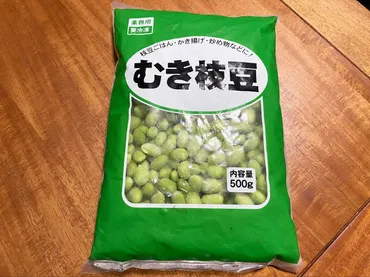 業務用
要冷凍
枝豆ごはん・かき揚げ・炒め物などに！
むき枝豆
内容量
500g